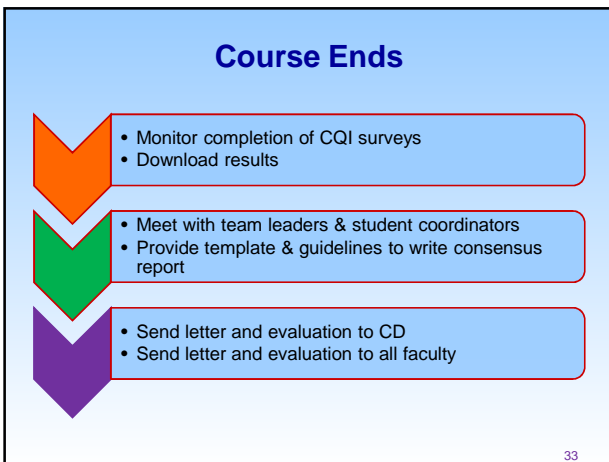 Course Ends
• Monitor completion of CQI surveys
• Download results
• Meet with team leaders & student coordinators
• Provide template & guidelines to write consensus
report
• Send letter and evaluation to CD
• Send letter and evaluation to all faculty
33